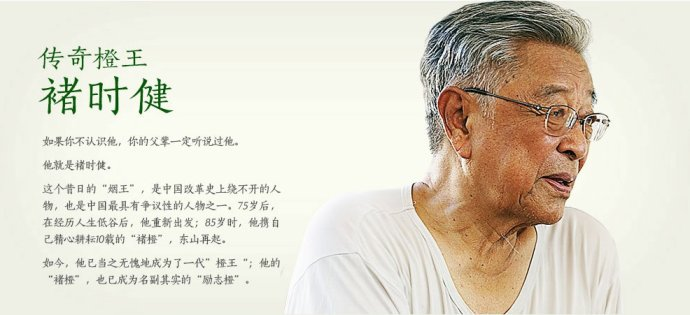 传奇橙王
褚时健
如果你不认识他，你的父辈一定听说过他。
他就是褚时健。
这个昔日的“烟王”，是中国改革史上绕不开的人
物，也是中国最具有争议性的人物之一。75岁后，
在经历人生低谷后，他重新出发；85岁时，他携自
己精心耕耘10载的“褚橙”，东山再起。
如今，他已当之无愧地成为了一代”橙王“；他的
“褚橙”，也已成为名副其实的“励志橙”。